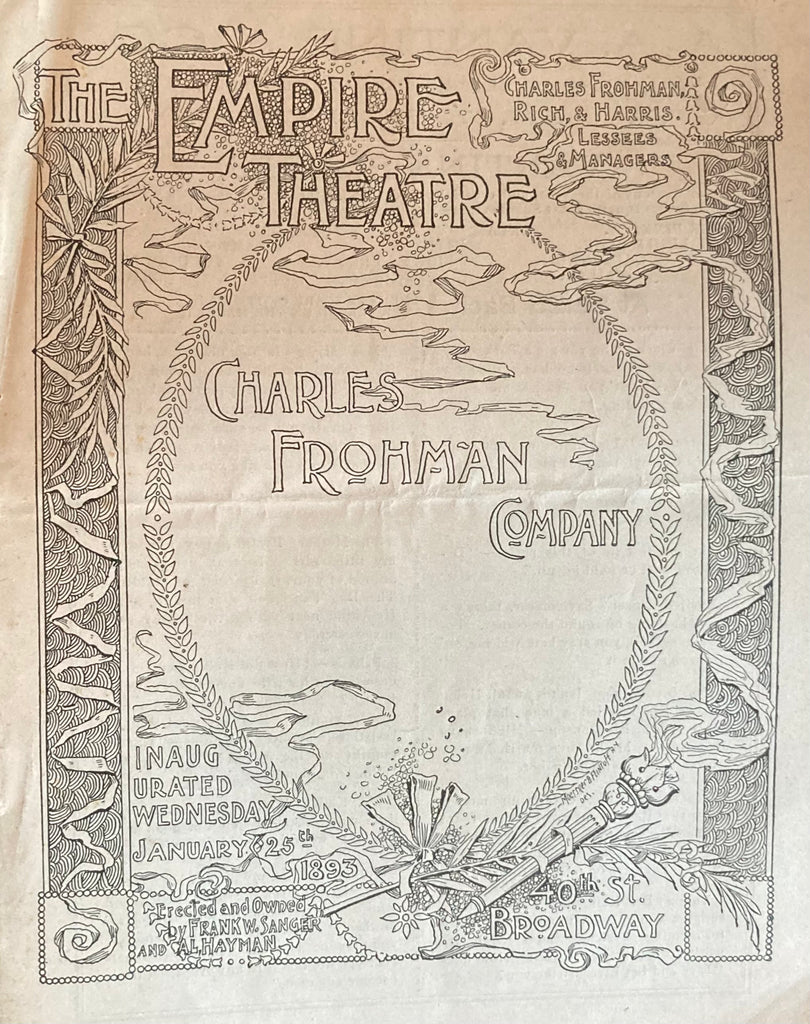 THE EMPIRE THEATRE
CHARLES FROHMAN,
RICH, & HARRIS.
LESSEES
& MANAGERS
CHARLES
FROHMAN
COMPANY
INAUG
URATED
WEDNESDAY
JANUARY 25th
1893
Erected and Owned
by FRANK W. SANGER
AND AL HAYMAN
40th St.
BROADWAY